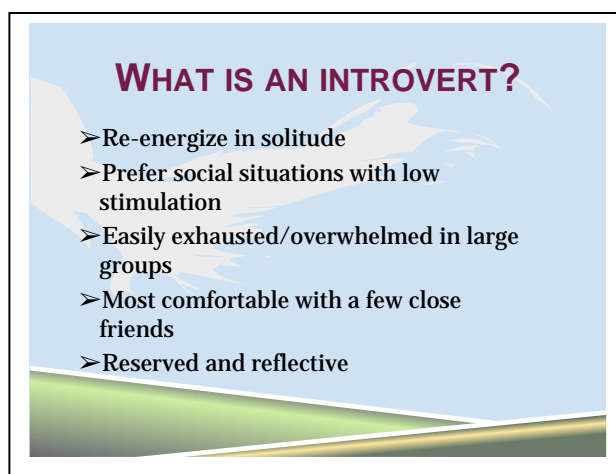 WHAT IS AN INTROVERT?
➢Re-energize in solitude
➢Prefer social situations with low
stimulation
➢Easily exhausted/overwhelmed in large
groups
➢Most comfortable with a few close
friends
➢Reserved and reflective